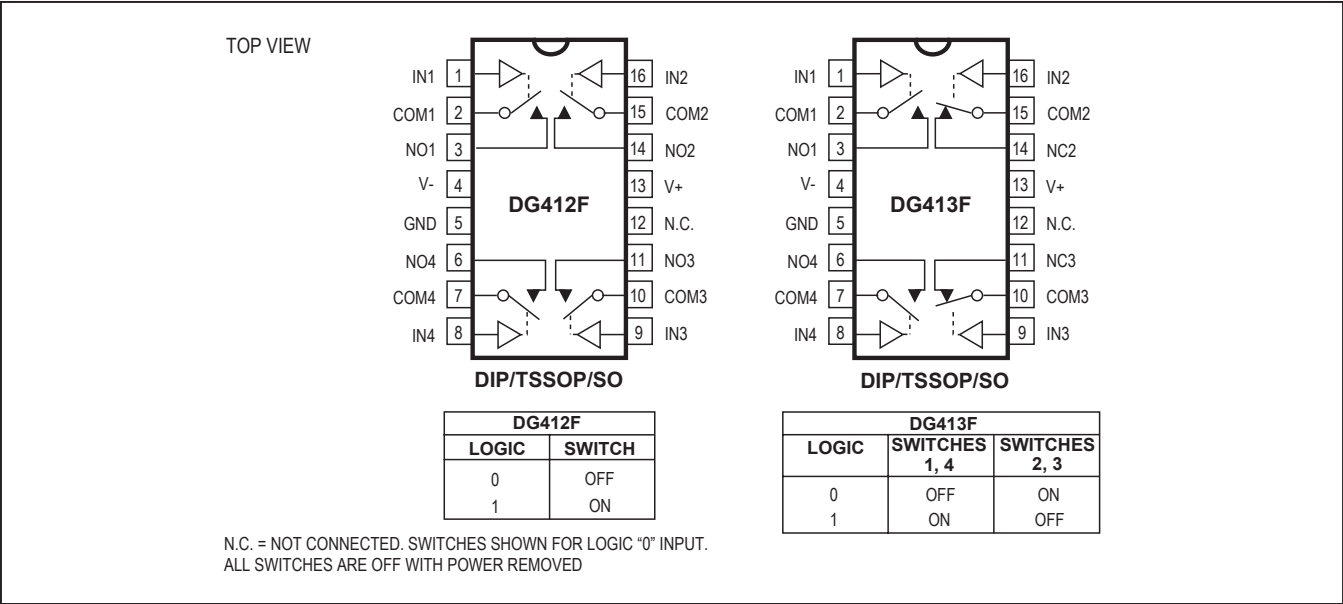 TOP VIEW
IN1 1
COM1 2
NO1 3
V- 4
GND 5
NO4 6
COM4 7
IN4 8
16 IN2
15 COM2
14 NO2
13 V+
12 N.C.
11 NO3
10 COM3
9 IN3
DG412F
DIP/TSSOP/SO
IN1 1
COM1 2
NO1 3
V- 4
GND 5
NO4 6
COM4 7
IN4 8
16 IN2
15 COM2
14 NC2
13 V+
12 N.C.
11 NC3
10 COM3
9 IN3
DG413F
DIP/TSSOP/SO
DG412F
LOGIC SWITCH
0 OFF
1 ON
DG413F
LOGIC SWITCHES 1, 4 SWITCHES 2, 3
0 OFF ON
1 ON OFF
N.C. = NOT CONNECTED. SWITCHES SHOWN FOR LOGIC “0” INPUT.
ALL SWITCHES ARE OFF WITH POWER REMOVED